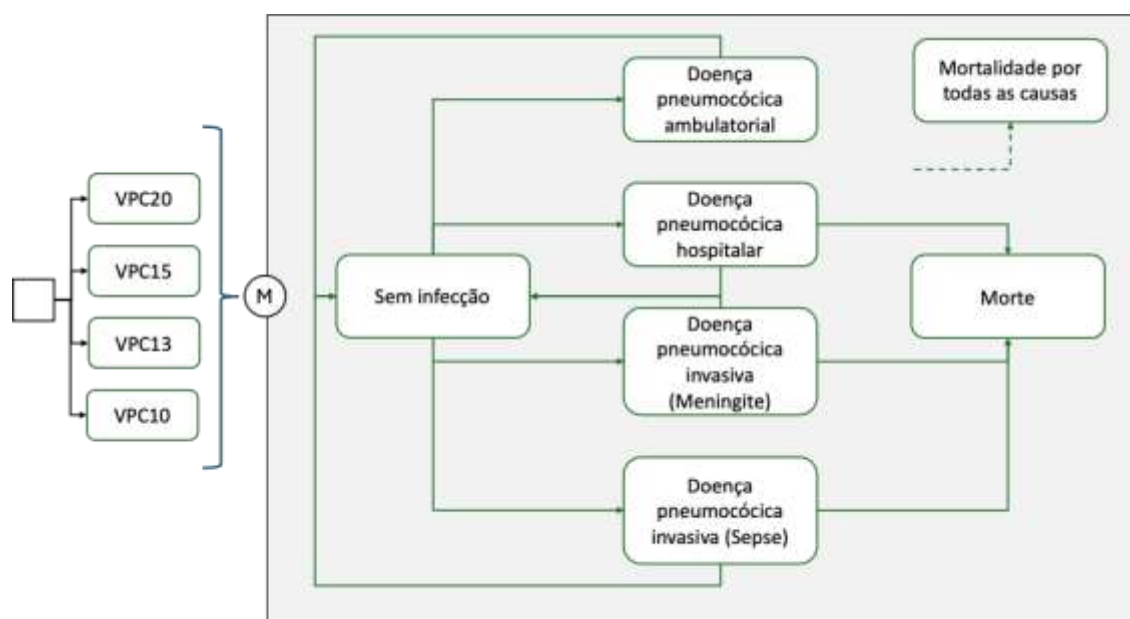 VPC20
VPC15
VPC13
VPC10
M
Sem infecção
Doença
pneumocócica
ambulatorial
Doença
pneumocócica
hospitalar
Doença
pneumocócica
invasiva
(Meningite)
Doença
pneumocócica
invasiva (Sepse)
Mortalidade por
todas as causas
Morte